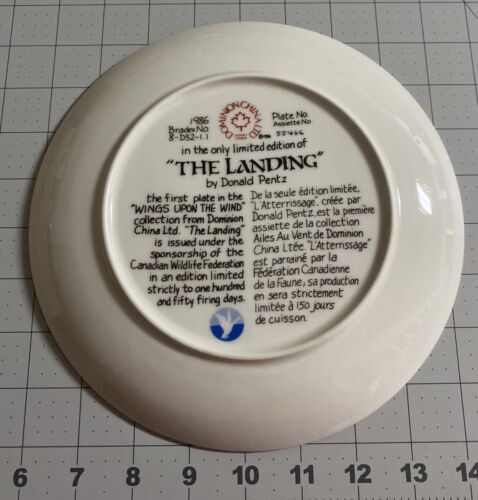 1986
Bradex No.
8-D52-1.1
DOMINION CHINA LTD
Plate No.
Assiette No.
in the only limited edition of
"THE LANDING"
by Donald Pentz
the first plate in the
"WINGS UPON THE WIND"
collection from Dominion
China Ltd. "The Landing"
is issued under the
sponsorship of the
Canadian Wildlife Federation
in an edition limited
strictly to one hundred
and fifty firing days.
De la seule édition limitée,
"L'Atterrissage", créée par
Donald Pentz, est la première
assiette de la collection
Ailes Au Vent de Dominion
China Ltée. "L'Atterrissage"
est parrainé par la
Fédération Canadienne
de la Faune, sa production
en sera strictement
limitée à 150 jours
de cuisson.
6 7 8 9 10 11 12 13 14